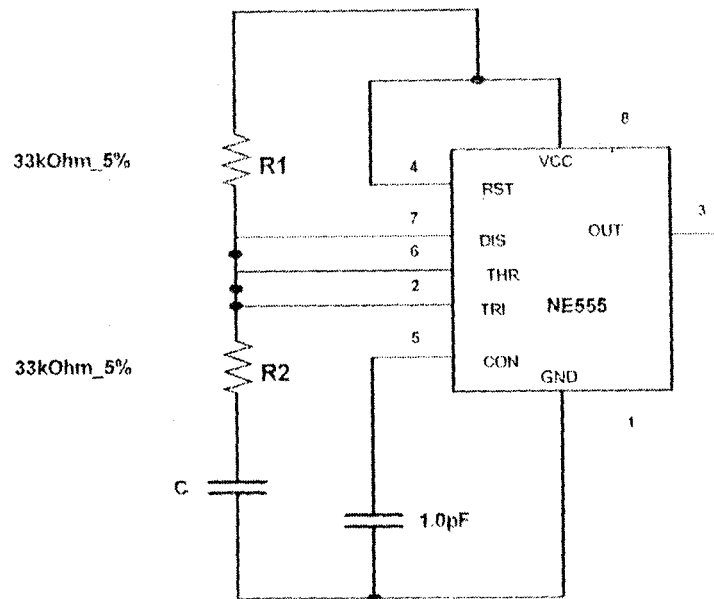 8
33kOhm_5%
R1
4
VCC
RST
7
3
DIS
OUT
6
THR
2
TRI
NE555
5
33kOhm_5%
R2
CON
GND
1
C
1.0pF